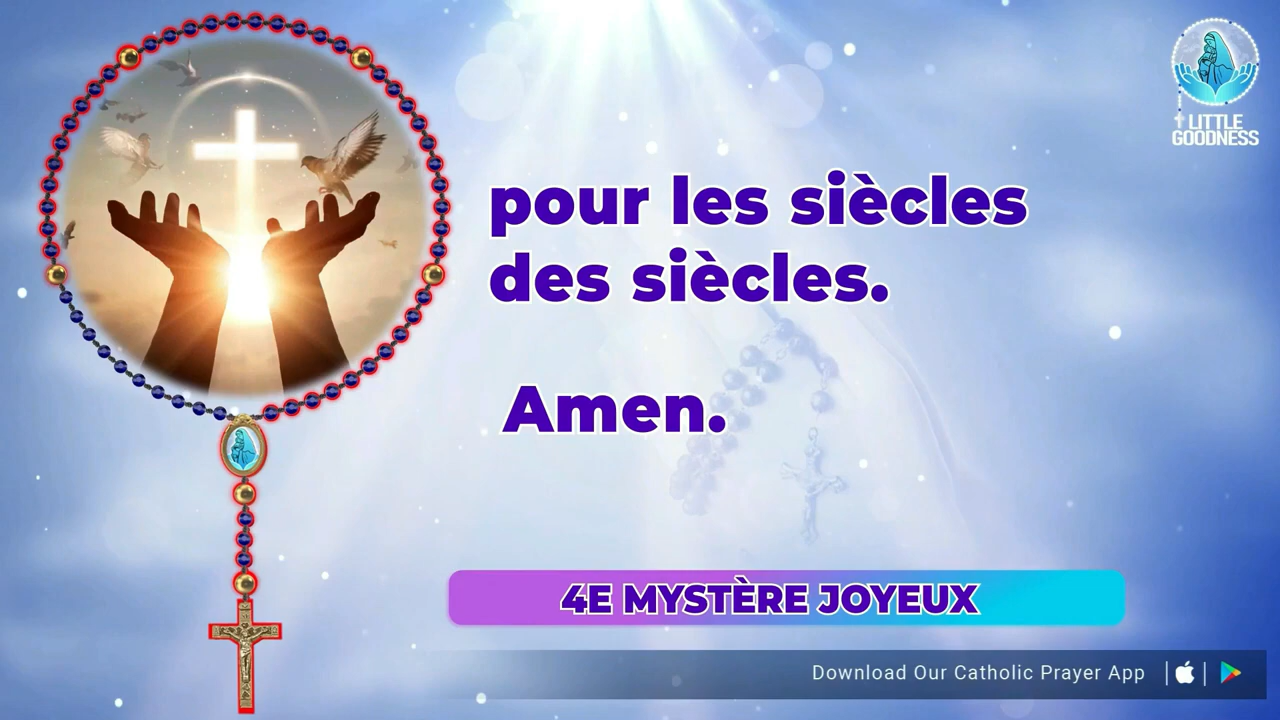 LITTLE
GOODNESS
pour les siècles
des siècles.
Amen.
4E MYSTÈRE JOYEUX
Download Our Catholic Prayer App